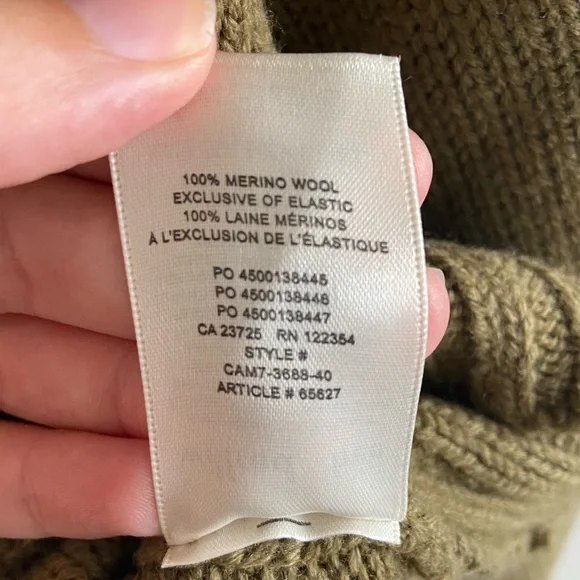 100% MERINO WOOL
EXCLUSIVE OF ELASTIC
100% LAINE MÉRINOS
À L'EXCLUSION DE L'ÉLASTIQUE
PO 4500138445
PO 4500138446
PO 4500138447
CA 23725 RN 122354
STYLE #
CAM7-3688-40
ARTICLE # 65627